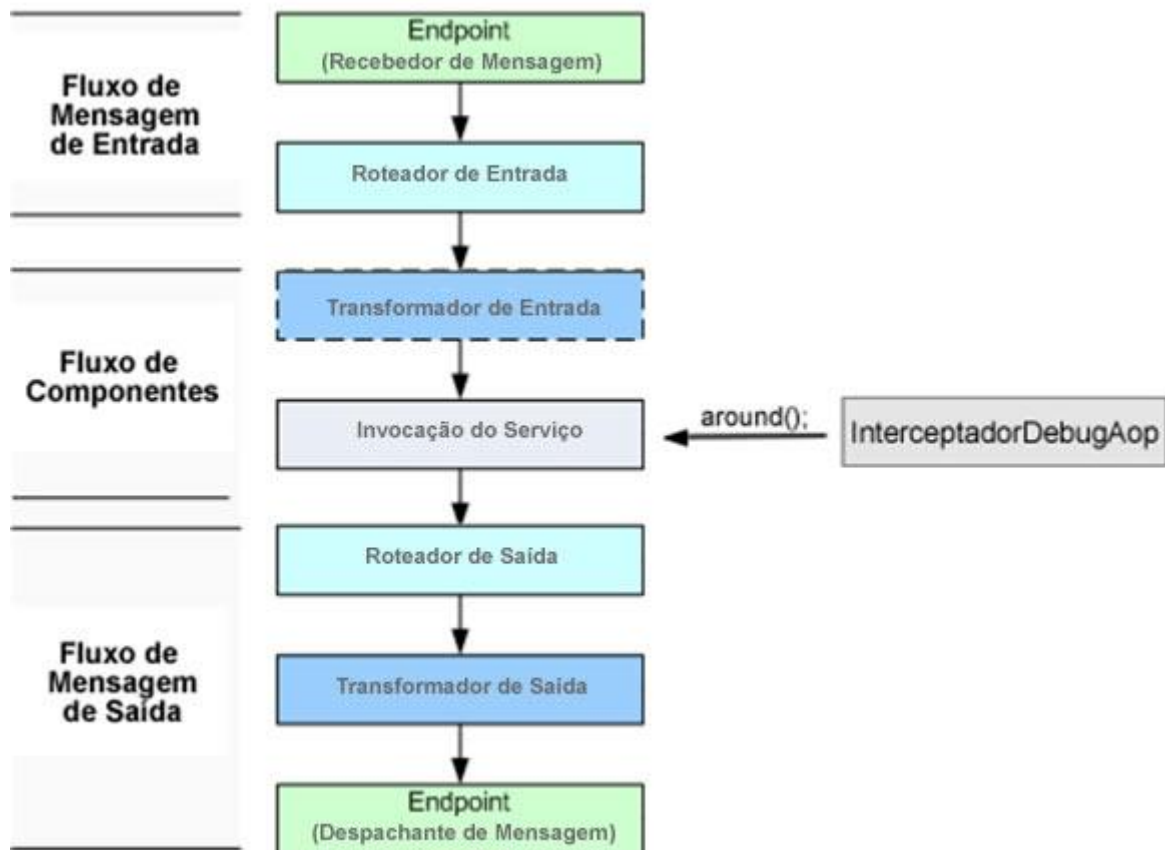 Endpoint
(Recebedor de Mensagem)
Fluxo de
Mensagem
de Entrada
Roteador de Entrada
Transformador de Entrada
Fluxo de
Componentes
Invocação do Serviço
around();
InterceptadorDebugAop
Roteador de Saída
Fluxo de
Mensagem
de Saída
Transformador de Saída
Endpoint
(Despachante de Mensagem)